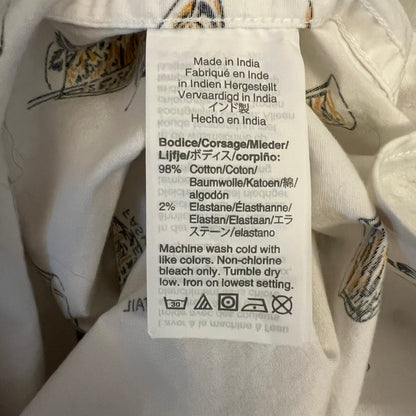 Made in India
Fabriqué en Inde
in Indien Hergestellt
Vervaardigd in India
インド製
Hecho en India
Bodice/Corsage/Mieder/
Lijfje/ボディス/corpiño:
98% Cotton/Coton/
Baumwolle/Katoen/綿/
algodón
2% Elastane/Élasthanne/
Elastan/Elastaan/エラ
ステーン/elastano
Machine wash cold with
like colors. Non-chlorine
bleach only. Tumble dry
low. Iron on lowest setting.
30
TAIL